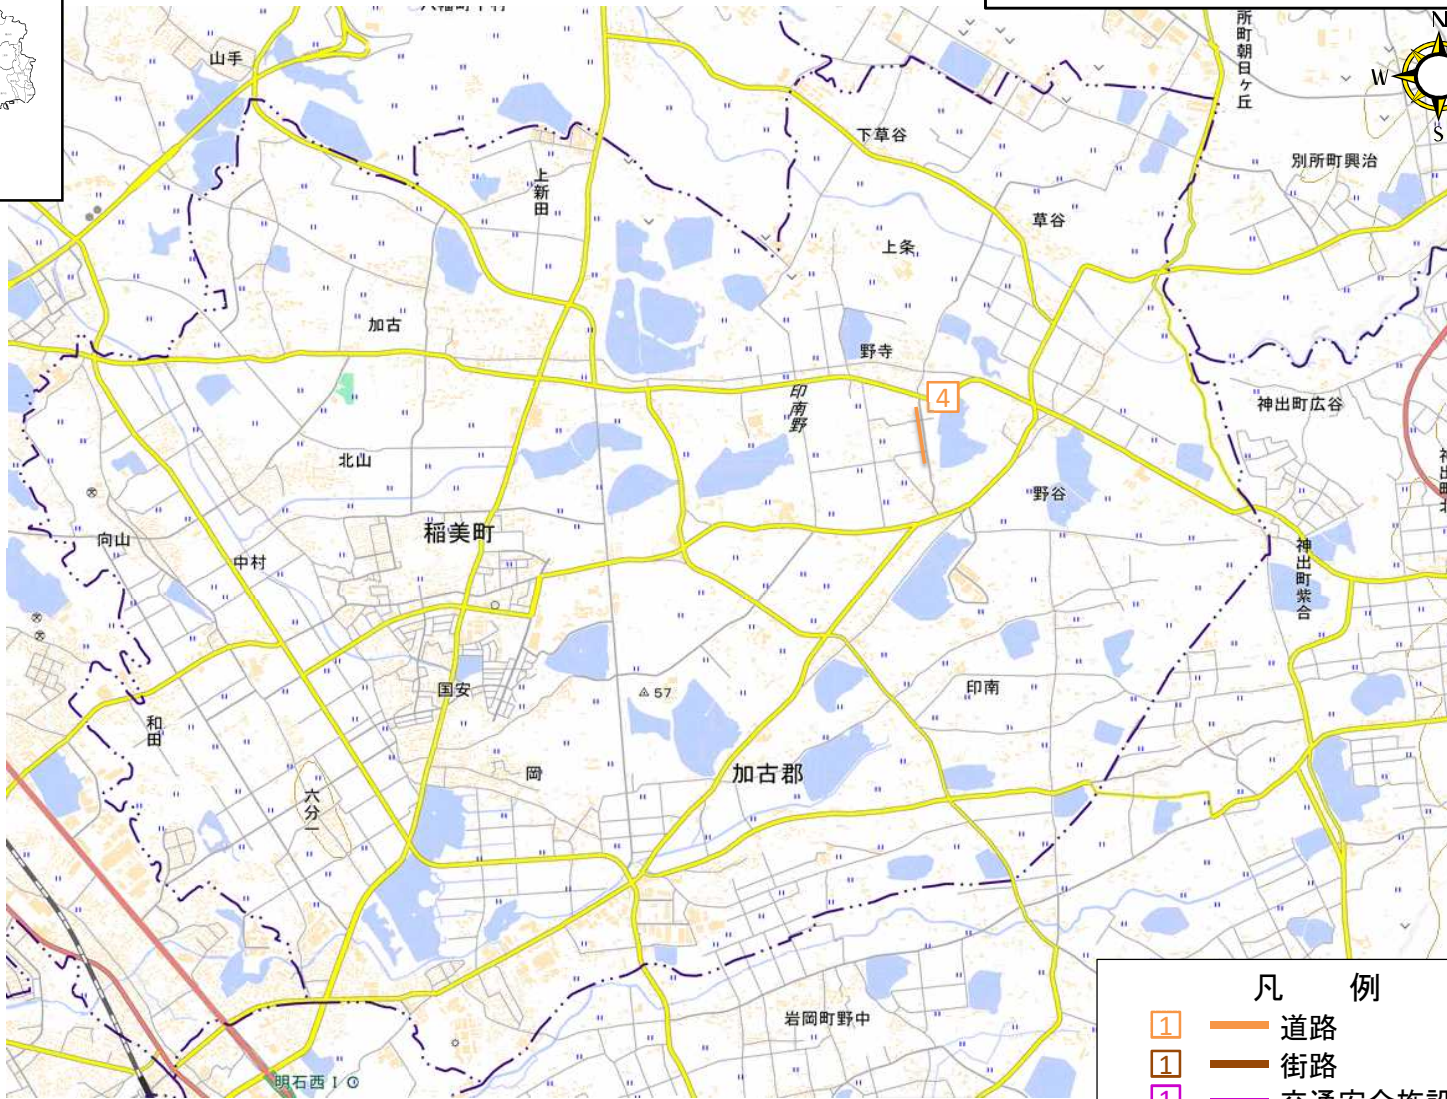 山手
N
W
S
所町朝日ケ丘
下草谷
別所町興治
上新田
草谷
上条
加古
野寺
4
印南野
神出町広谷
北山
野谷
稲美町
向山
中村
神出町紫合
国安
57
印南
和田
岡
加古郡
六分一
岩岡町野中
明石西IC
凡 例
1 道路
1 街路
1